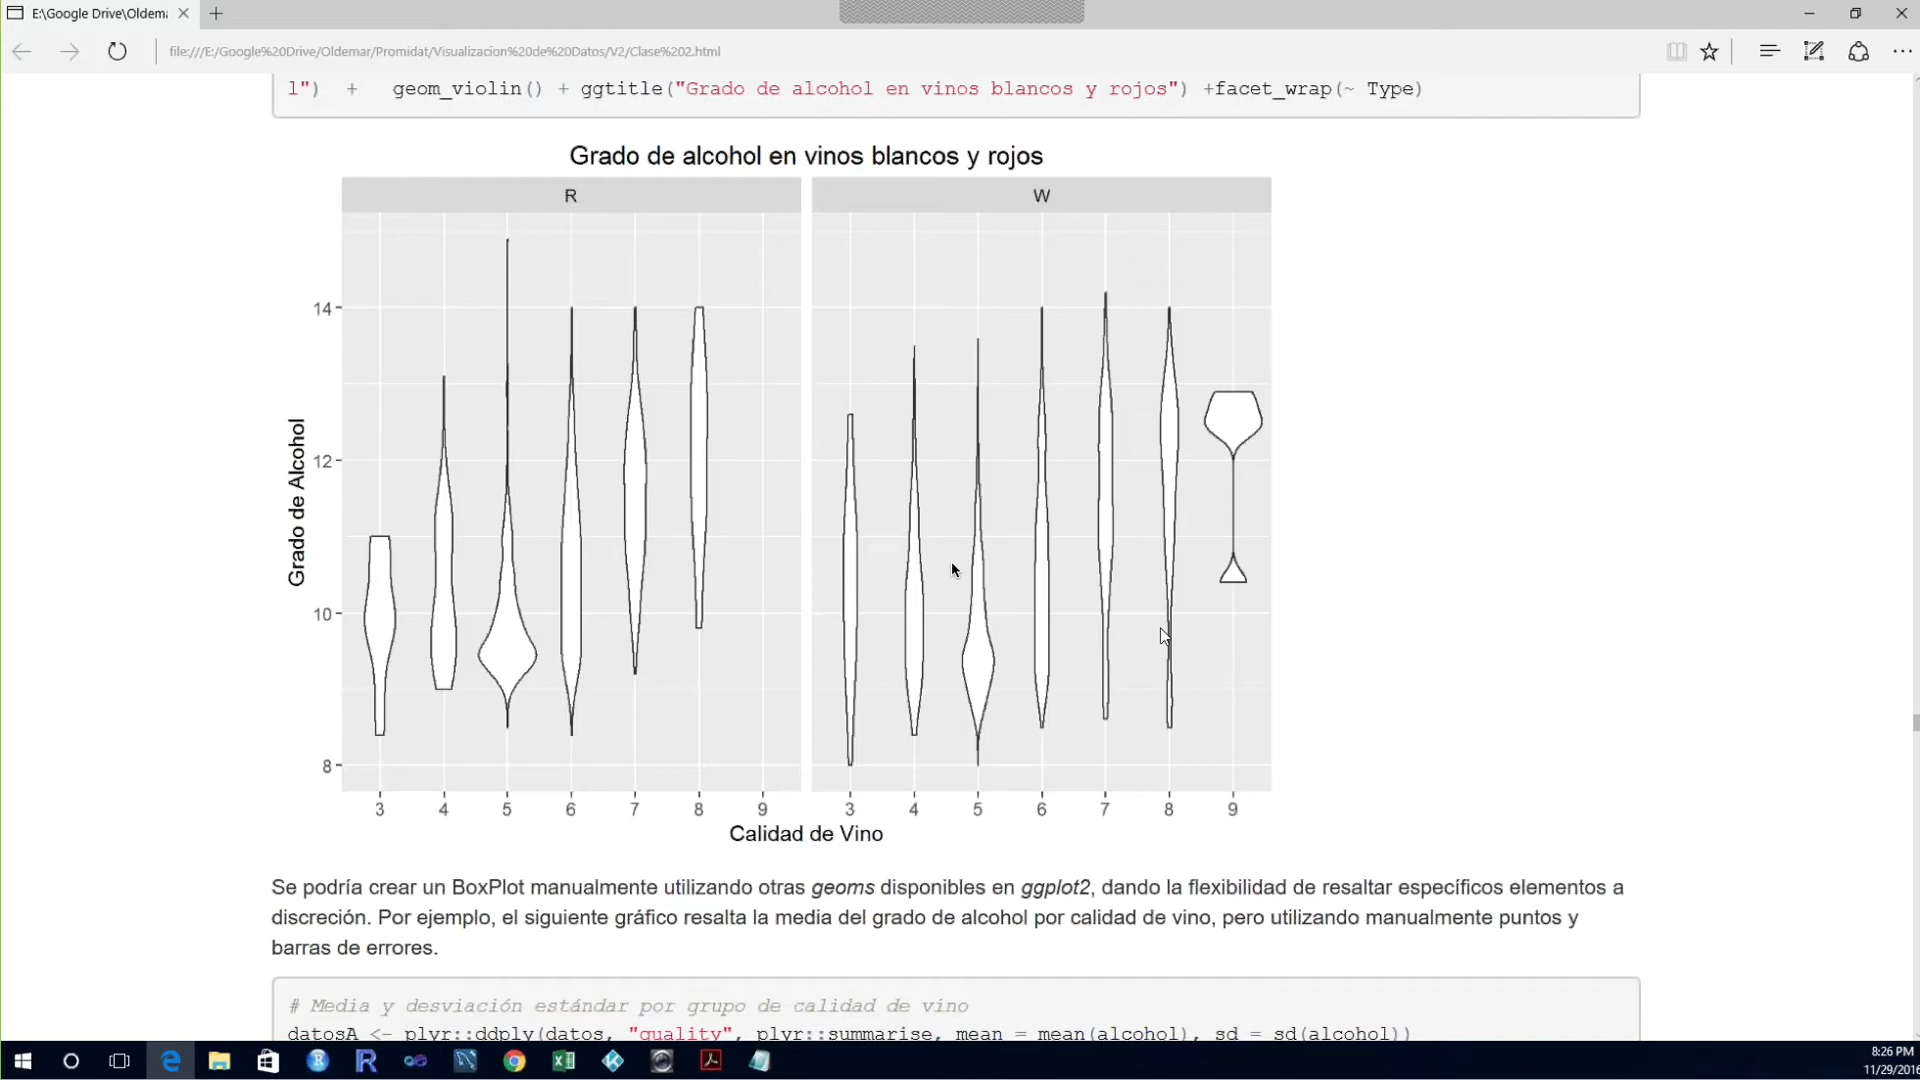 E:\Google Drive\Oldema
file:///E:/Google%20Drive/Oldemar/Promidat/Visualizacion%20de%20Datos/V2/Clase%202.html
l") + geom_violin() + ggtitle("Grado de alcohol en vinos blancos y rojos") +facet_wrap(~ Type)
Grado de alcohol en vinos blancos y rojos
R W
14
12
10
8
Grado de Alcohol
3 4 5 6 7 8 9 3 4 5 6 7 8 9
Calidad de Vino
Se podría crear un BoxPlot manualmente utilizando otras geoms disponibles en ggplot2, dando la flexibilidad de resaltar específicos elementos a
discreción. Por ejemplo, el siguiente gráfico resalta la media del grado de alcohol por calidad de vino, pero utilizando manualmente puntos y
barras de errores.
# Media y desviación estándar por grupo de calidad de vino
datosA <- plyr::ddply(datos, "quality", plyr::summarise, mean = mean(alcohol), sd = sd(alcohol))
8:26 PM
11/29/2016